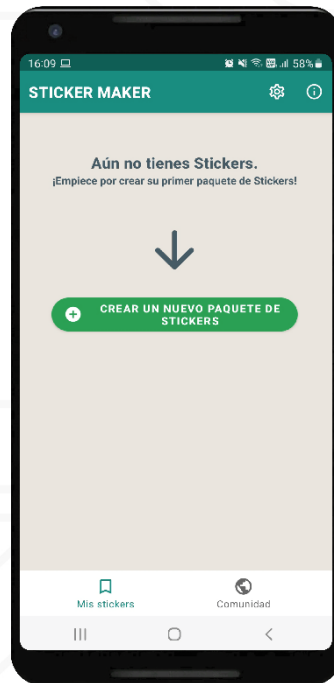 16:09 58%
STICKER MAKER
Aún no tienes Stickers.
¡Empiece por crear su primer paquete de Stickers!
CREAR UN NUEVO PAQUETE DE
STICKERS
Mis stickers Comunidad